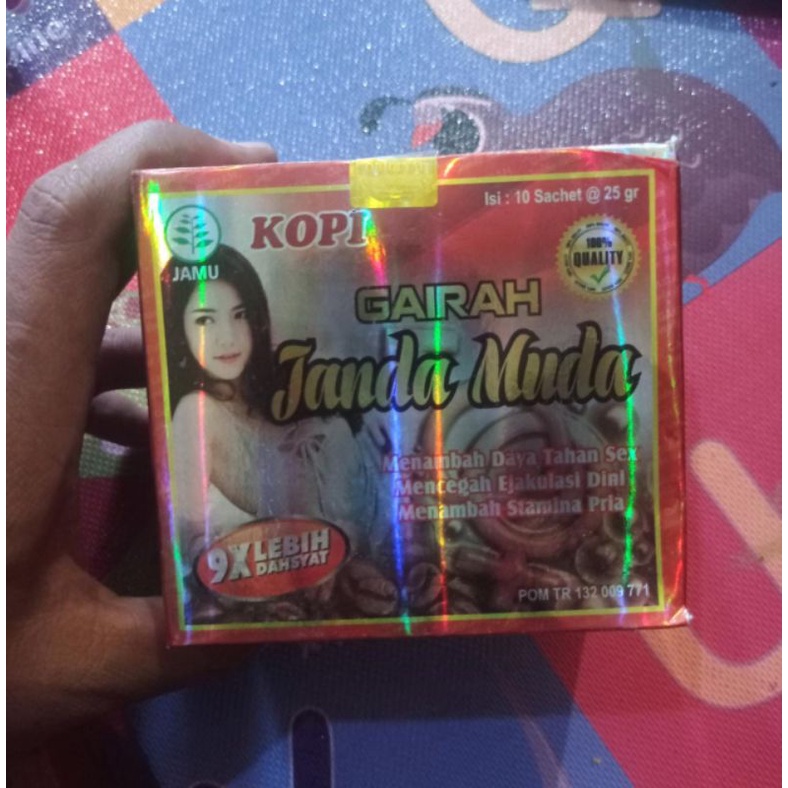 Isi : 10 Sachet @ 25 gr
KOPI
JAMU
100%
QUALITY
GAIRAH
Janda Muda
Menambah Daya Tahan Sex
Mencegah Ejakulasi Dini
Menambah Stamina Pria
9X LEBIH
DAHSYAT
POM TR 132 009 771